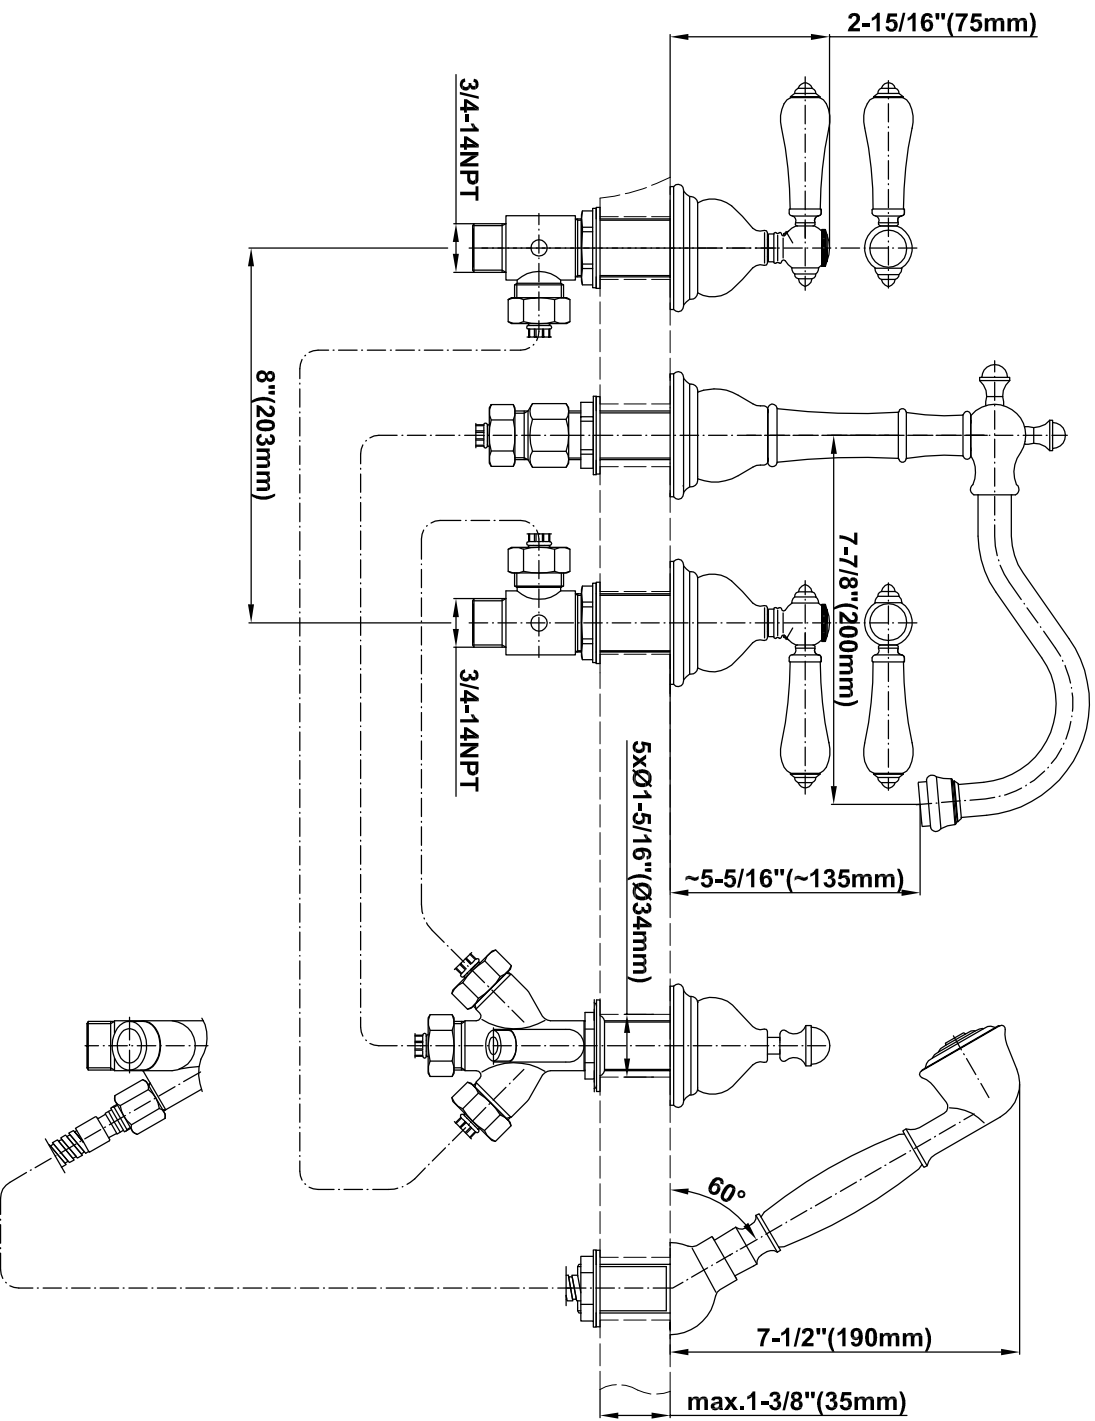 2-15/16"(75mm)
3/4-14NPT
8"(203mm)
7-7/8"(200mm)
3/4-14NPT
5xØ1-5/16"(Ø34mm)
~5-5/16"(~135mm)
60°
7-1/2"(190mm)
max.1-3/8"(35mm)